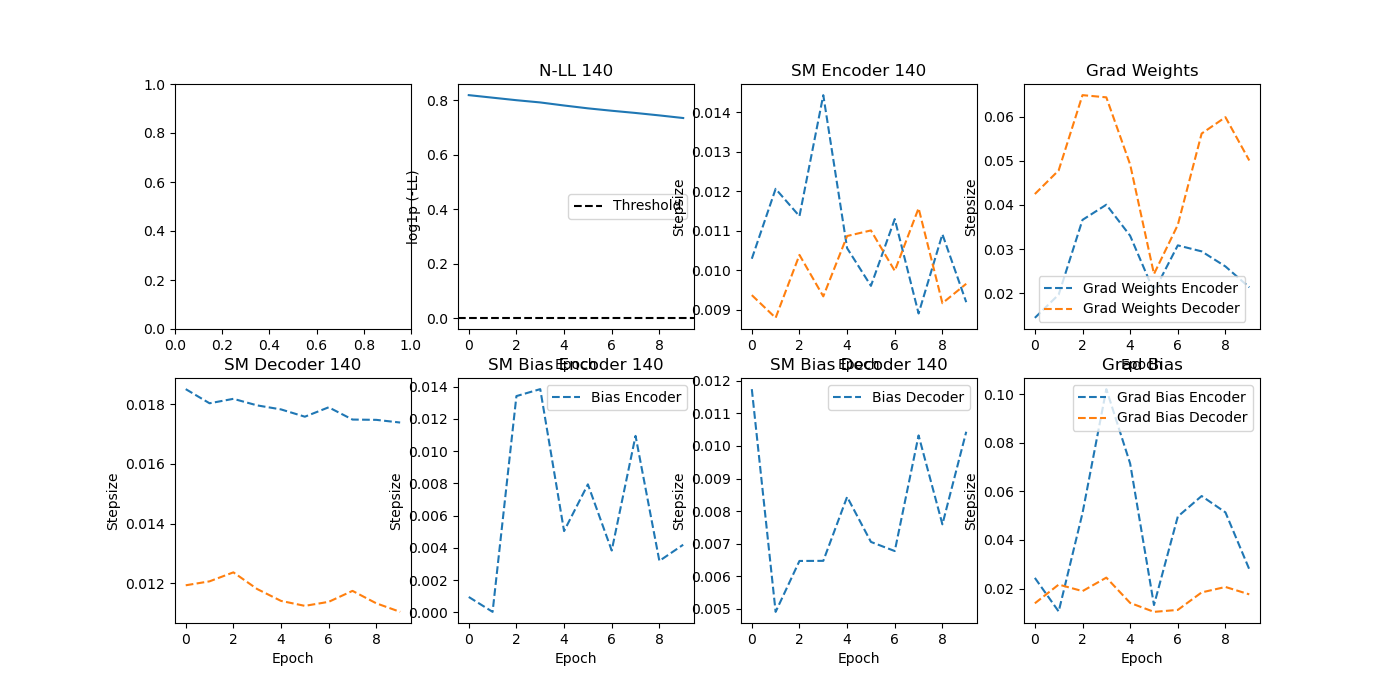 N-LL 140
SM Encoder 140
Grad Weights
1.0
0.8
0.6
0.4
0.2
0.0
0.0 0.2 0.4 0.6 0.8 1.0
log1p (-LL)
0.8
0.6
0.4
0.2
0.0
Threshold
0 2 4 6 8
Epoch
Stepsize
0.014
0.013
0.012
0.011
0.010
0.009
0 2 4 6 8
Epoch
Stepsize
0.06
0.05
0.04
0.03
0.02
Grad Weights Encoder
Grad Weights Decoder
0 2 4 6 8
Epoch
SM Decoder 140
SM Bias Encoder 140
SM Bias Decoder 140
Grad Bias
Stepsize
0.018
0.016
0.014
0.012
0 2 4 6 8
Epoch
Stepsize
0.014
0.012
0.010
0.008
0.006
0.004
0.002
0.000
Bias Encoder
0 2 4 6 8
Epoch
Stepsize
0.012
0.011
0.010
0.009
0.008
0.007
0.006
0.005
Bias Decoder
0 2 4 6 8
Epoch
Stepsize
0.10
0.08
0.06
0.04
0.02
Grad Bias Encoder
Grad Bias Decoder
0 2 4 6 8
Epoch